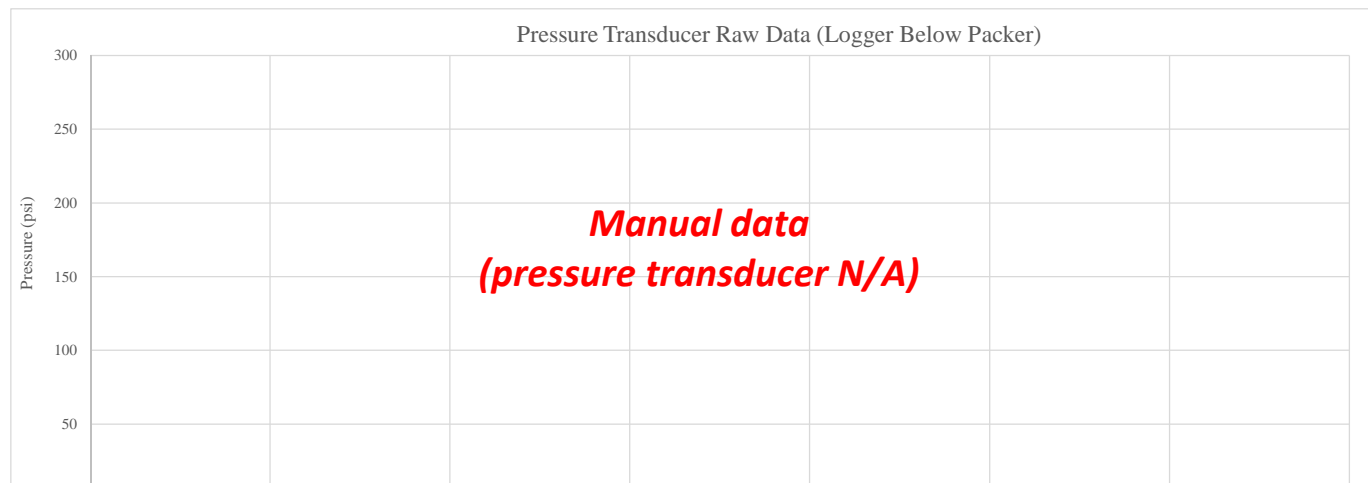 Pressure Transducer Raw Data (Logger Below Packer)
300
250
200
150
100
50
Pressure (psi)
Manual data
(pressure transducer N/A)